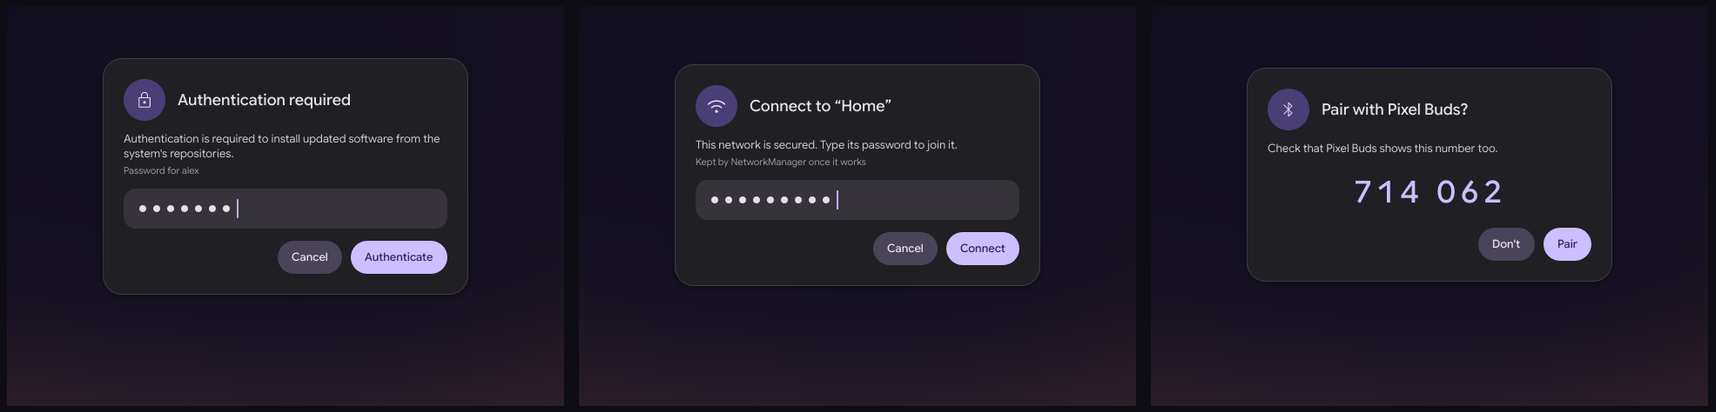 Authentication required
Authentication is required to install updated software from the
system's repositories.
Password for alex
Cancel
Authenticate
Connect to “Home”
This network is secured. Type its password to join it.
Kept by NetworkManager once it works
Cancel
Connect
Pair with Pixel Buds?
Check that Pixel Buds shows this number too.
714 062
Don't
Pair